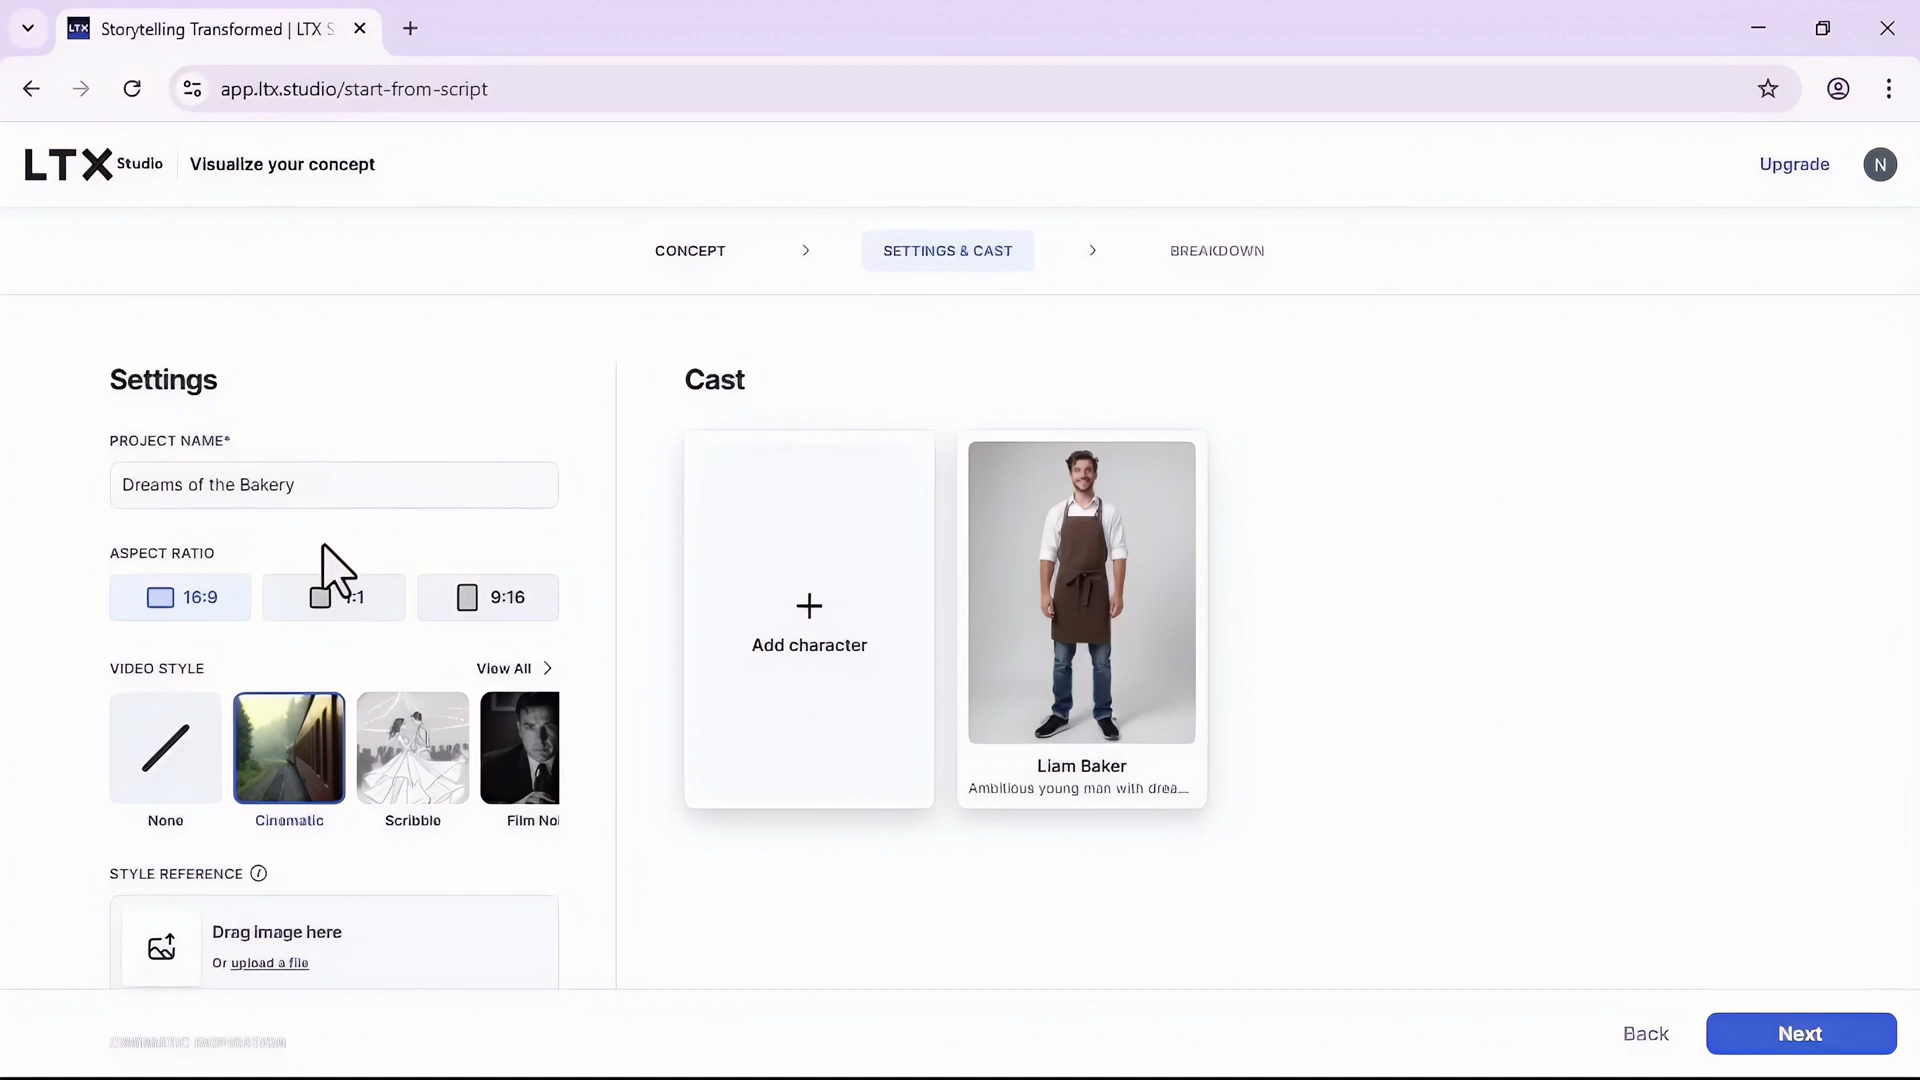 LTX
Storytelling Transformed | LTX S
app.ltx.studio/start-from-script
LTX Studio
Visualize your concept
Upgrade
N
CONCEPT
SETTINGS & CAST
BREAKDOWN
Settings
PROJECT NAME*
Dreams of the Bakery
ASPECT RATIO
16:9
1:1
9:16
VIDEO STYLE
View All
None
Cinematic
Scribble
Film Noi
STYLE REFERENCE
Drag image here
Or upload a file
Cast
Add character
Liam Baker
Ambitious young man with drea...
Back
Next